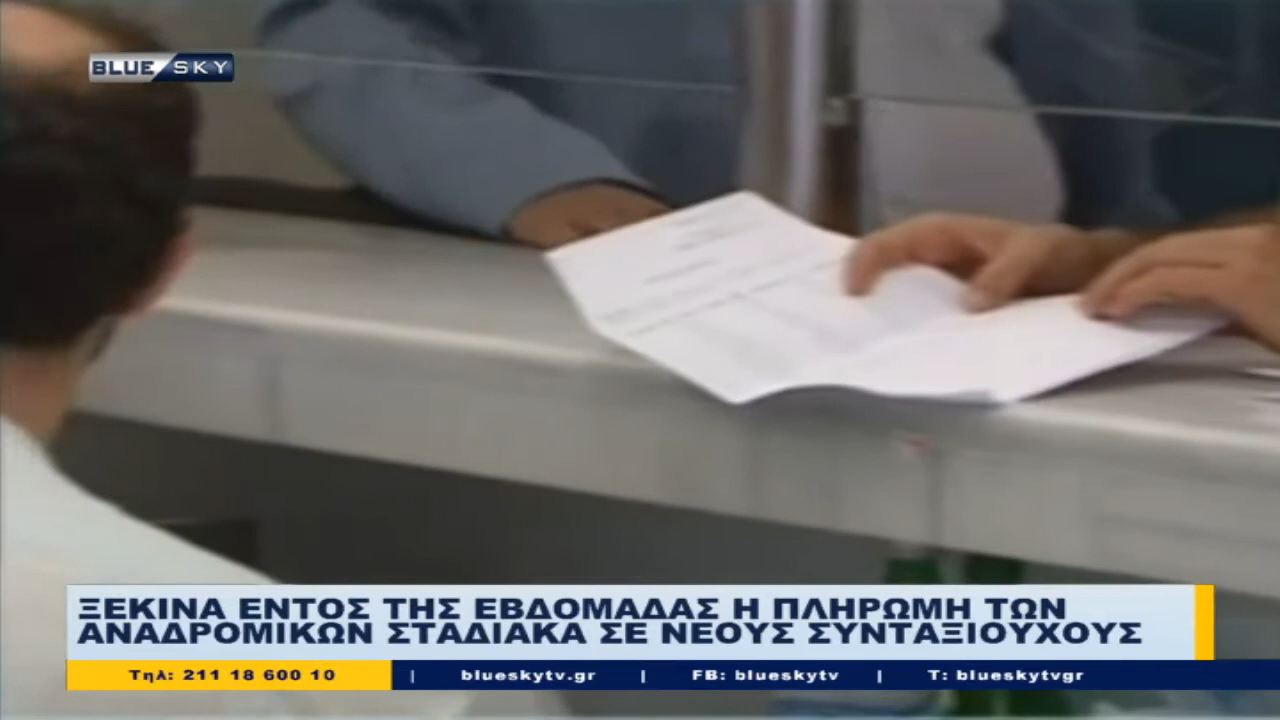 BLUE SKY
ΞΕΚΙΝΑ ΕΝΤΟΣ ΤΗΣ ΕΒΔΟΜΑΔΑΣ Η ΠΛΗΡΩΜΗ ΤΩΝ
ΑΝΑΔΡΟΜΙΚΩΝ ΣΤΑΔΙΑΚΑ ΣΕ ΝΕΟΥΣ ΣΥΝΤΑΞΙΟΥΧΟΥΣ
Τηλ: 211 18 600 10 | blueskytv.gr | FB: blueskytv | T: blueskytvgr